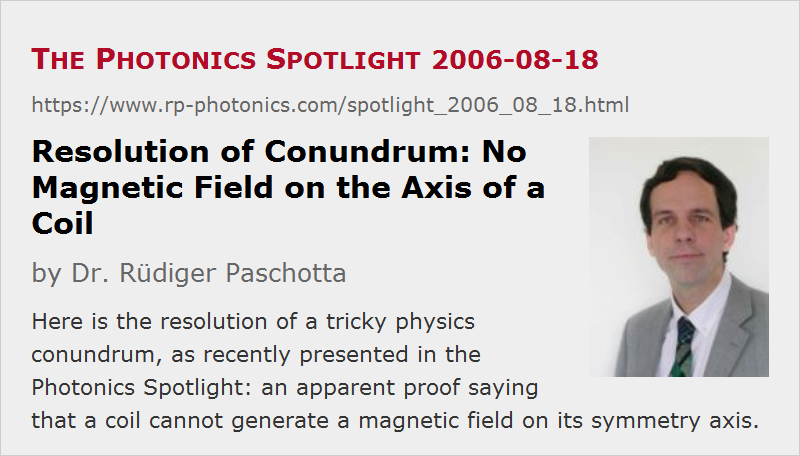 The Photonics Spotlight 2006-08-18
https://www.rp-photonics.com/spotlight_2006_08_18.html
Resolution of Conundrum: No
Magnetic Field on the Axis of a
Coil
by Dr. Rüdiger Paschotta
Here is the resolution of a tricky physics
conundrum, as recently presented in the
Photonics Spotlight: an apparent proof saying
that a coil cannot generate a magnetic field on its symmetry axis.